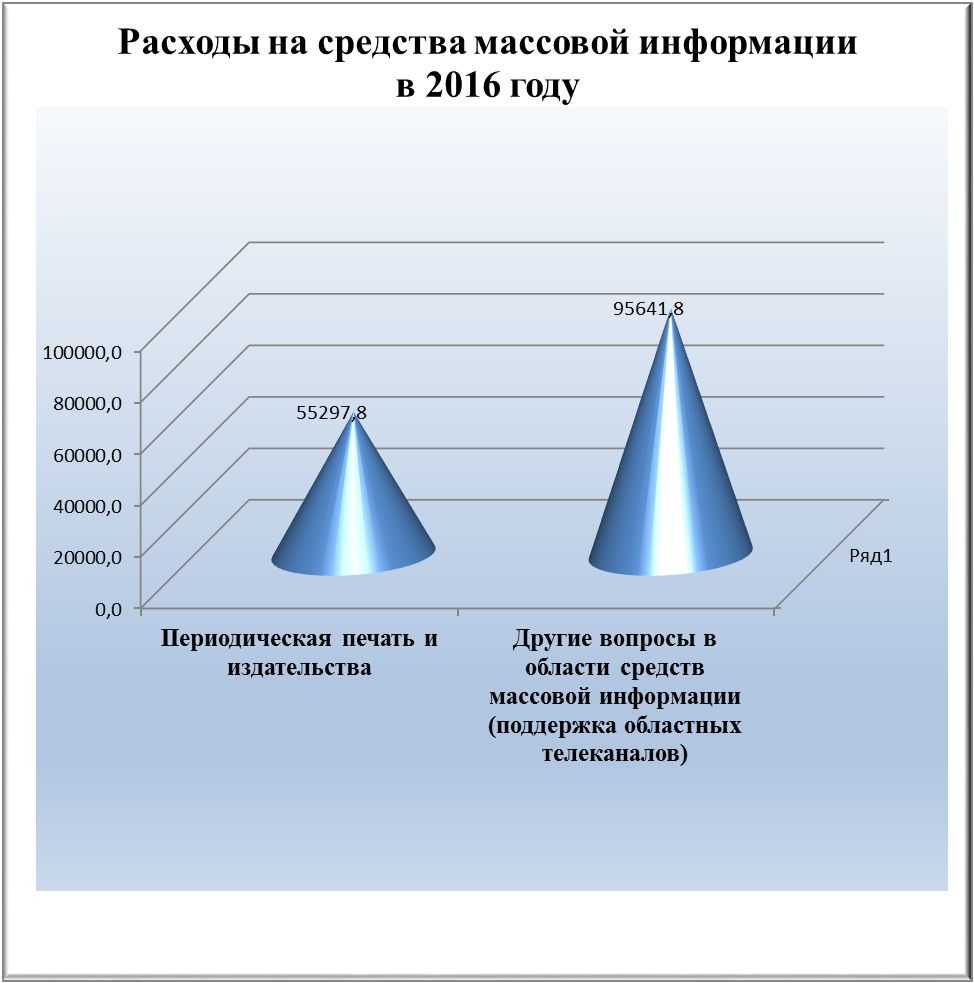 Расходы на средства массовой информации
в 2016 году
95641,8
55297,8
100000,0
80000,0
60000,0
40000,0
20000,0
0,0
Ряд1
Периодическая печать и
издательства
Другие вопросы в
области средств
массовой информации
(поддержка областных
телеканалов)